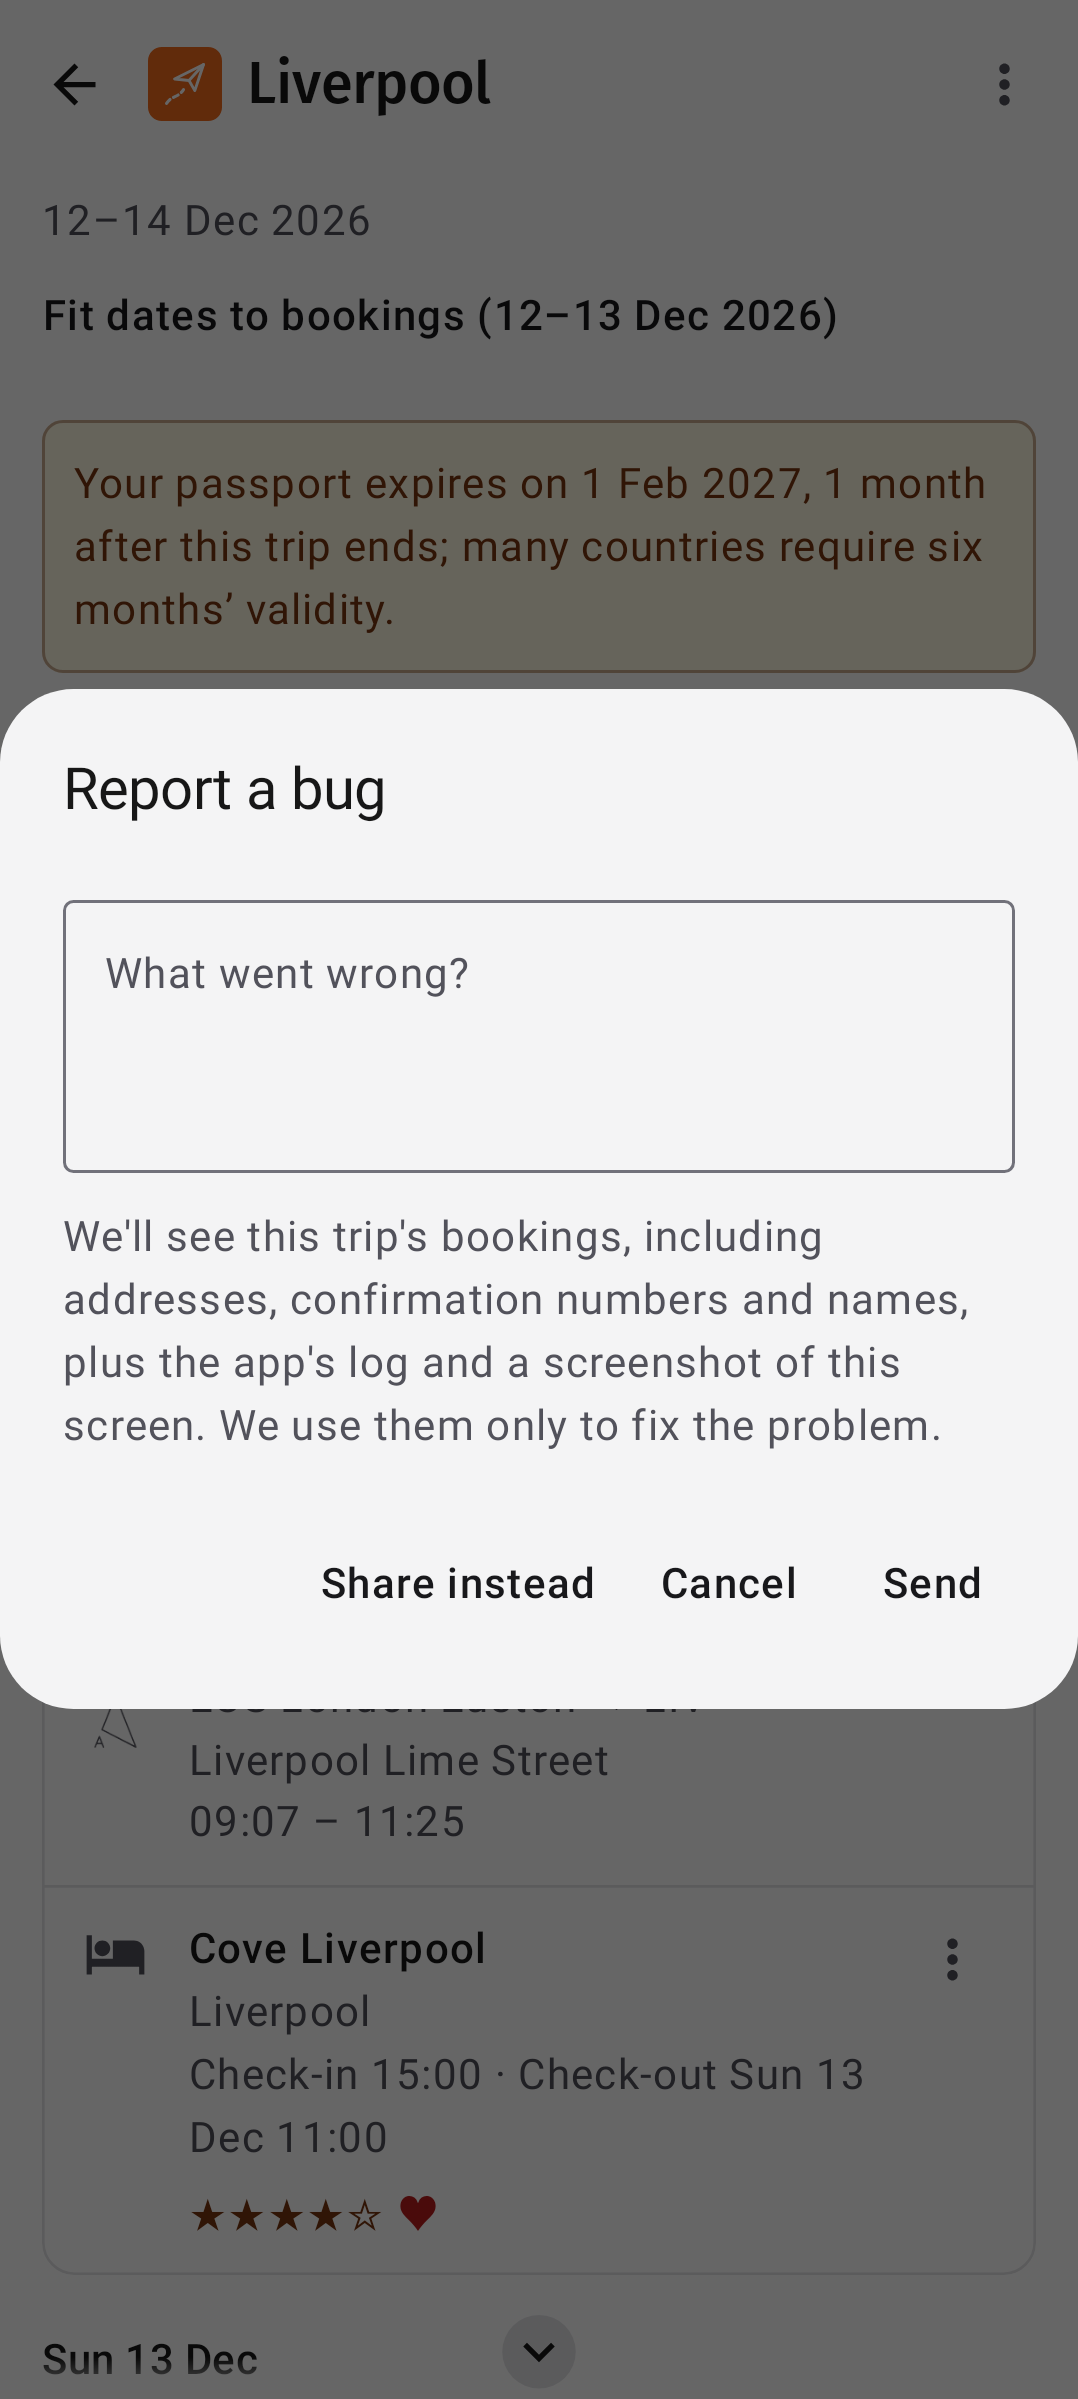 Liverpool
12–14 Dec 2026
Fit dates to bookings (12–13 Dec 2026)
Your passport expires on 1 Feb 2027, 1 month
after this trip ends; many countries require six
months’ validity.
Report a bug
What went wrong?
We'll see this trip's bookings, including
addresses, confirmation numbers and names,
plus the app's log and a screenshot of this
screen. We use them only to fix the problem.
Share instead
Cancel
Send
A
Liverpool Lime Street
09:07 – 11:25
Cove Liverpool
Liverpool
Check-in 15:00 · Check-out Sun 13
Dec 11:00
★★★★☆ ♥
Sun 13 Dec